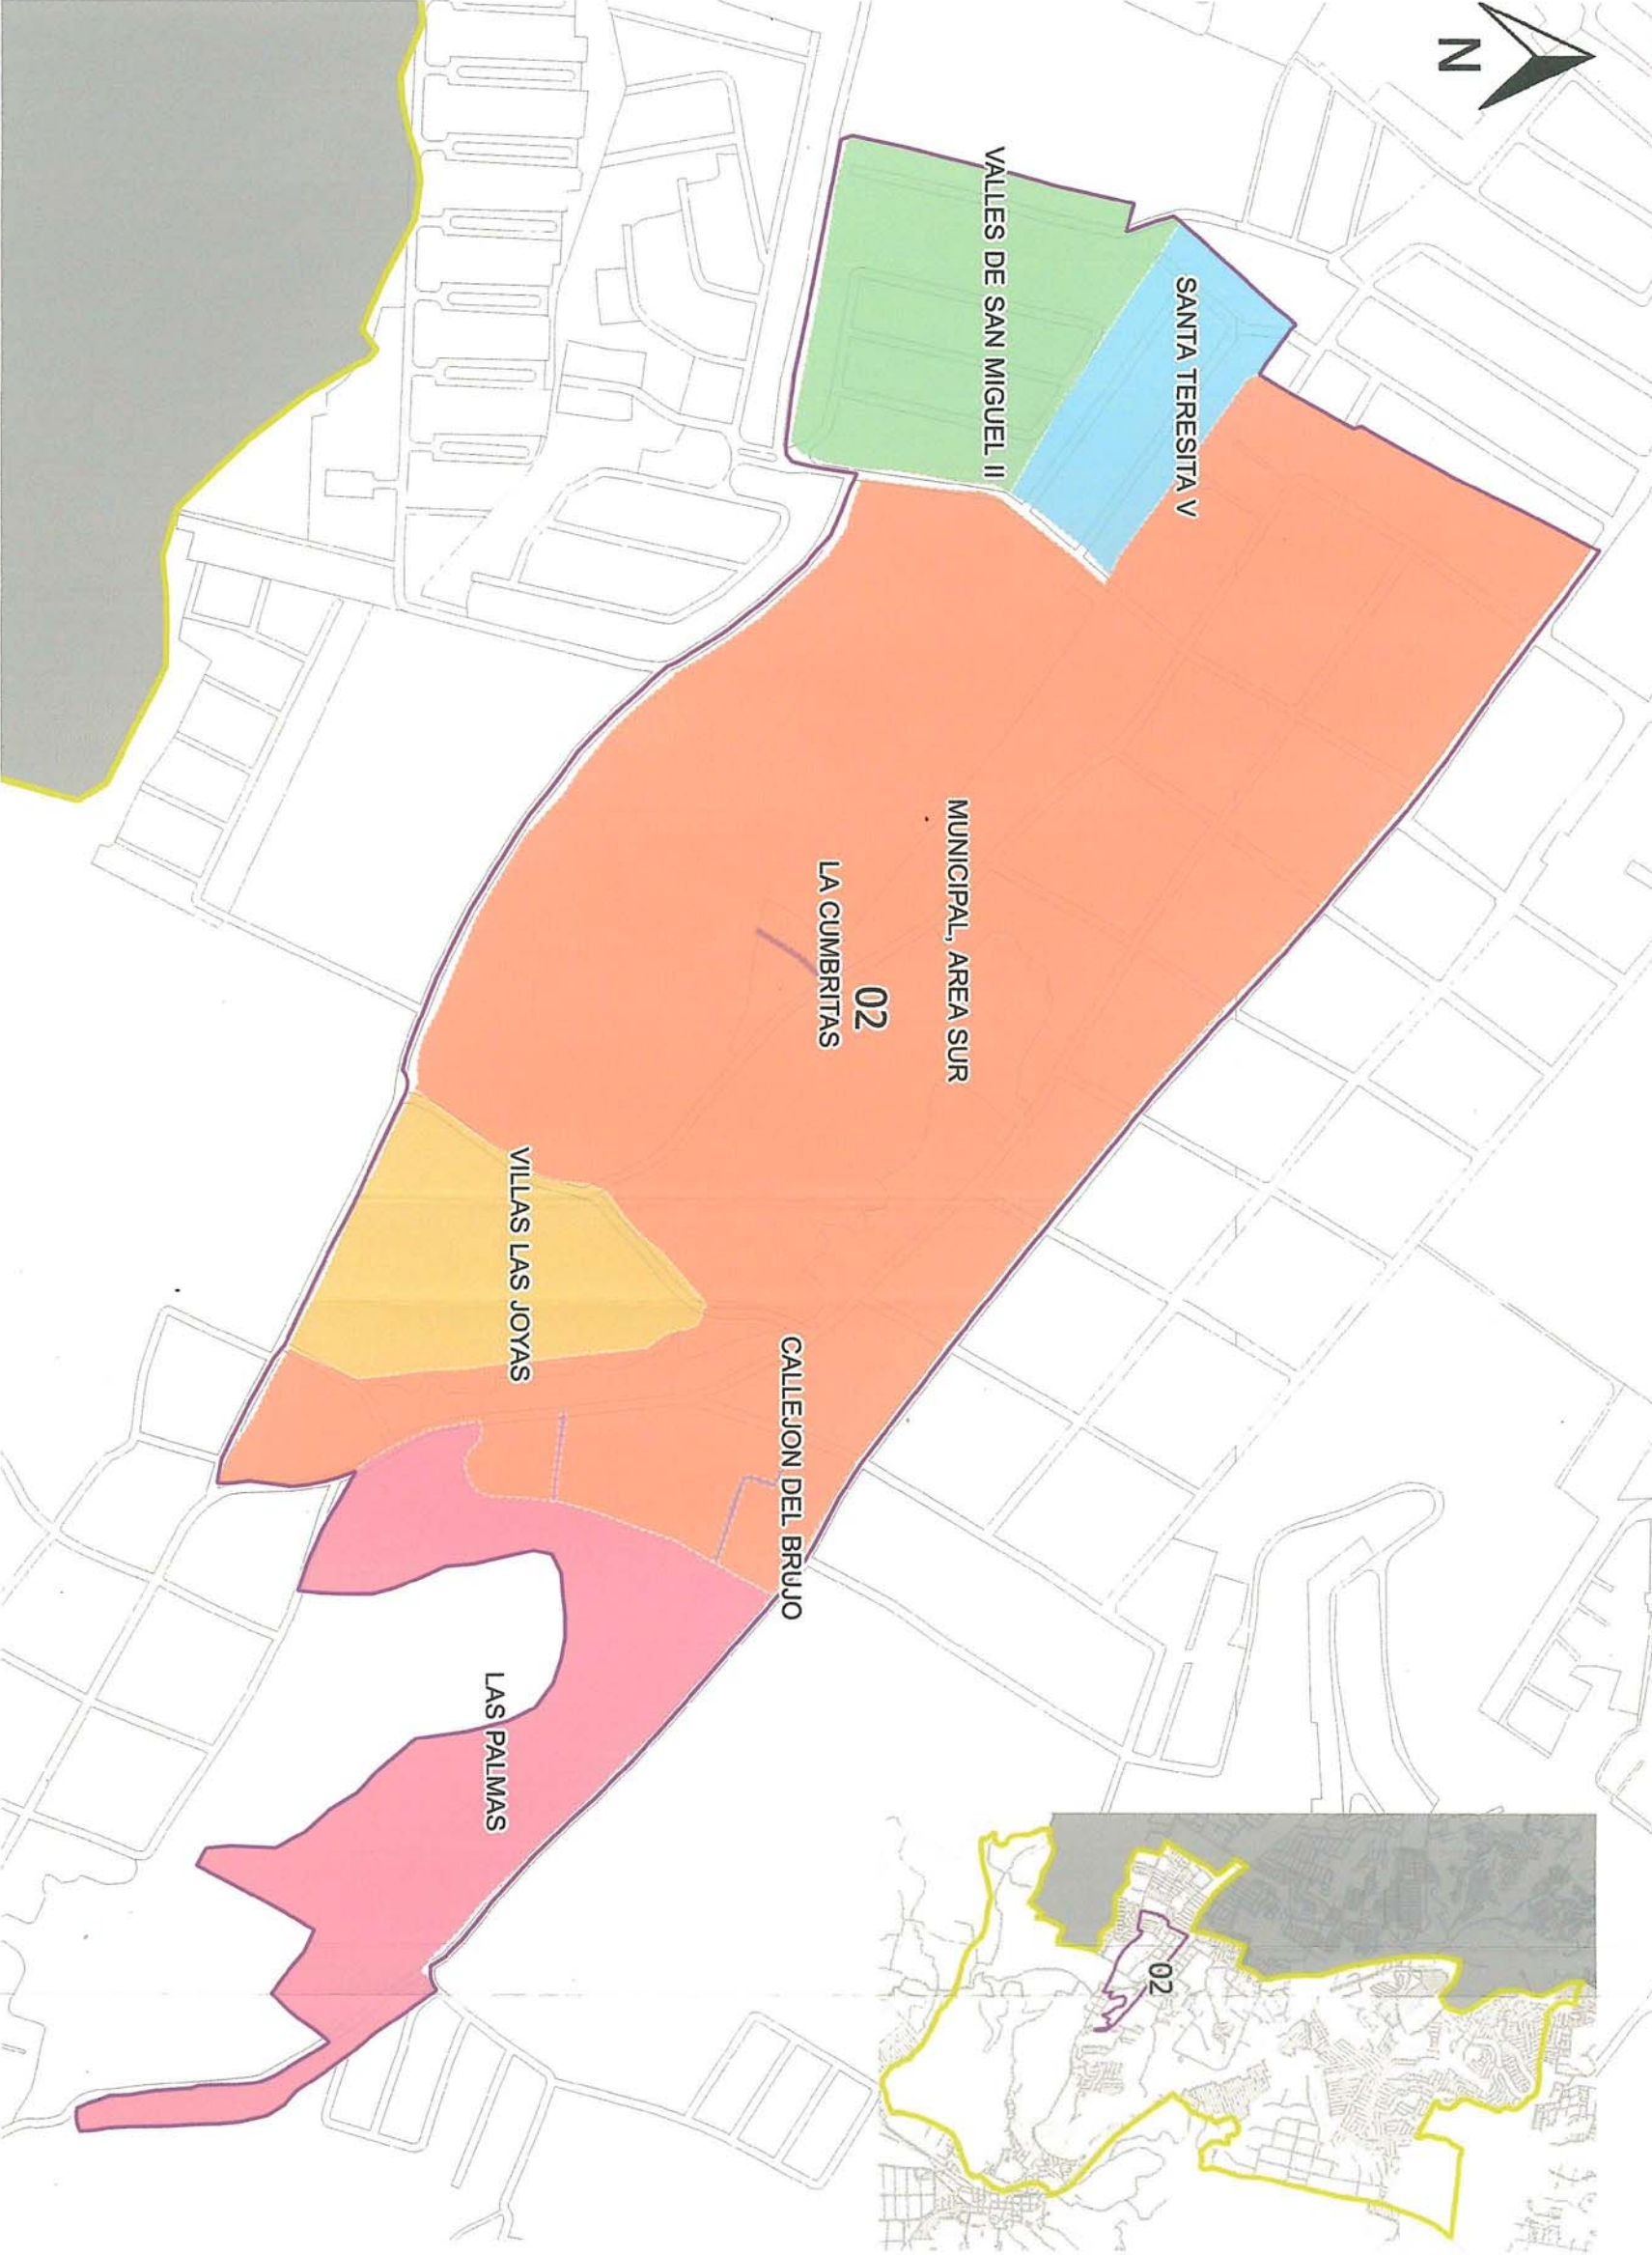 N
VALLES DE SAN MIGUEL II
SANTA TERESITA V
MUNICIPAL, AREA SUR
02
LA CUMBRITAS
VILLAS LAS JOYAS
CALLEJON DEL BRUJO
LAS PALMAS
02